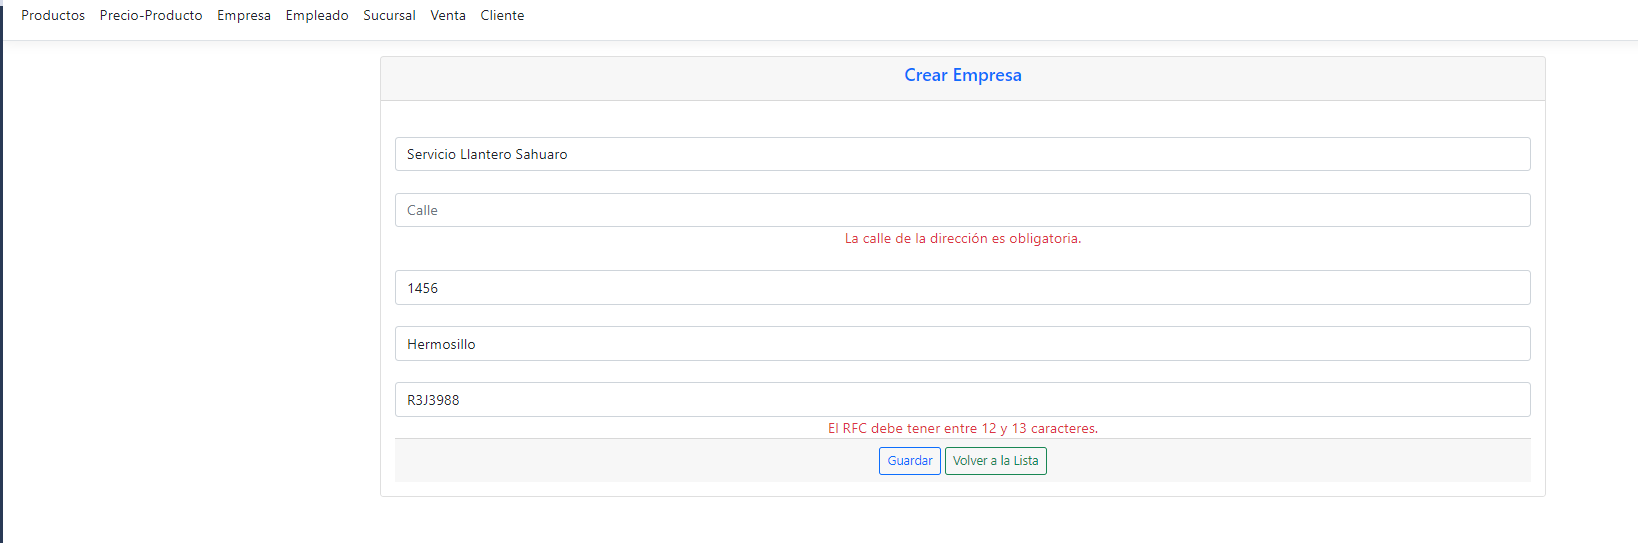 Productos Precio-Producto Empresa Empleado Sucursal Venta Cliente
Crear Empresa
Servicio Llantero Sahuaro
Calle
La calle de la dirección es obligatoria.
1456
Hermosillo
R3J3988
El RFC debe tener entre 12 y 13 caracteres.
Guardar Volver a la Lista